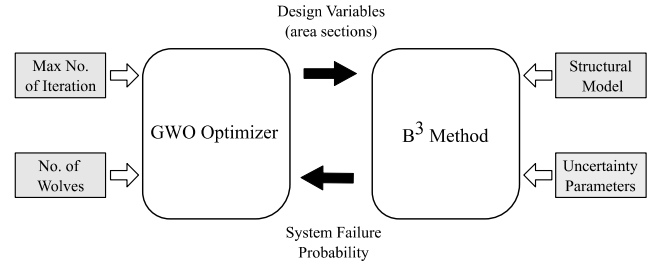 Design Variables
(area sections)
Max No.
of Iteration
No. of
Wolves
GWO Optimizer
B³ Method
Structural
Model
Uncertainty
Parameters
System Failure
Probability